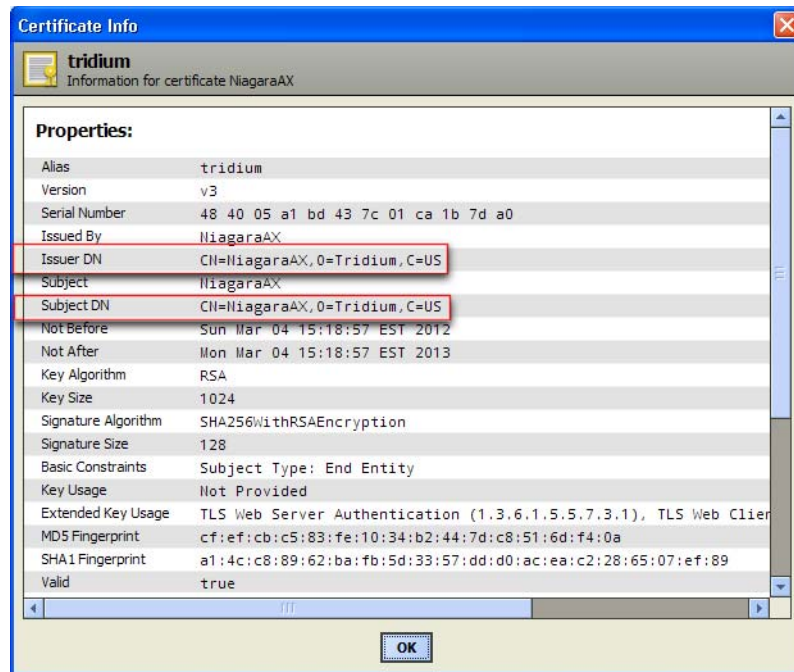 Certificate Info
tridium
Information for certificate NiagaraAX
Properties:
Alias tridium
Version v3
Serial Number 48 40 05 a1 bd 43 7c 01 ca 1b 7d a0
Issued By NiagaraAX
Issuer DN CN=NiagaraAX,O=Tridium,C=US
Subject NiagaraAX
Subject DN CN=NiagaraAX,O=Tridium,C=US
Not Before Sun Mar 04 15:18:57 EST 2012
Not After Mon Mar 04 15:18:57 EST 2013
Key Algorithm RSA
Key Size 1024
Signature Algorithm SHA256WithRSAEncryption
Signature Size 128
Basic Constraints Subject Type: End Entity
Key Usage Not Provided
Extended Key Usage TLS Web Server Authentication (1.3.6.1.5.5.7.3.1), TLS Web Clier
MD5 Fingerprint cf:ef:cb:c5:83:fe:10:34:b2:44:7d:c8:51:6d:f4:0a
SHA1 Fingerprint a1:4c:c8:89:62:ba:fb:5d:33:57:dd:d0:ac:ea:c2:28:65:07:ef:89
Valid true
OK